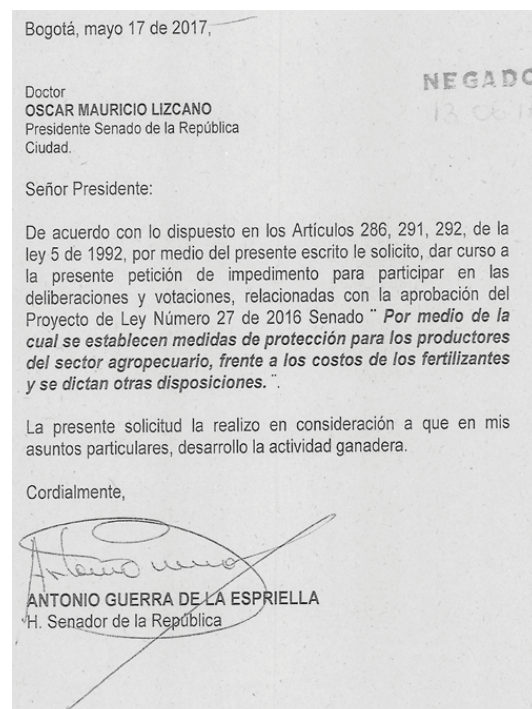 Bogotá, mayo 17 de 2017,
NEGADO
Doctor
OSCAR MAURICIO LIZCANO
Presidente Senado de la República
Ciudad.
Señor Presidente:
De acuerdo con lo dispuesto en los Artículos 286, 291, 292, de la
ley 5 de 1992, por medio del presente escrito le solicito, dar curso a
la presente petición de impedimento para participar en las
deliberaciones y votaciones, relacionadas con la aprobación del
Proyecto de Ley Número 27 de 2016 Senado ¨ Por medio de la
cual se establecen medidas de protección para los productores
del sector agropecuario, frente a los costos de los fertilizantes
y se dictan otras disposiciones. ¨.
La presente solicitud la realizo en consideración a que en mis
asuntos particulares, desarrollo la actividad ganadera.
Cordialmente,
ANTONIO GUERRA DE LA ESPRIELLA
H. Senador de la República